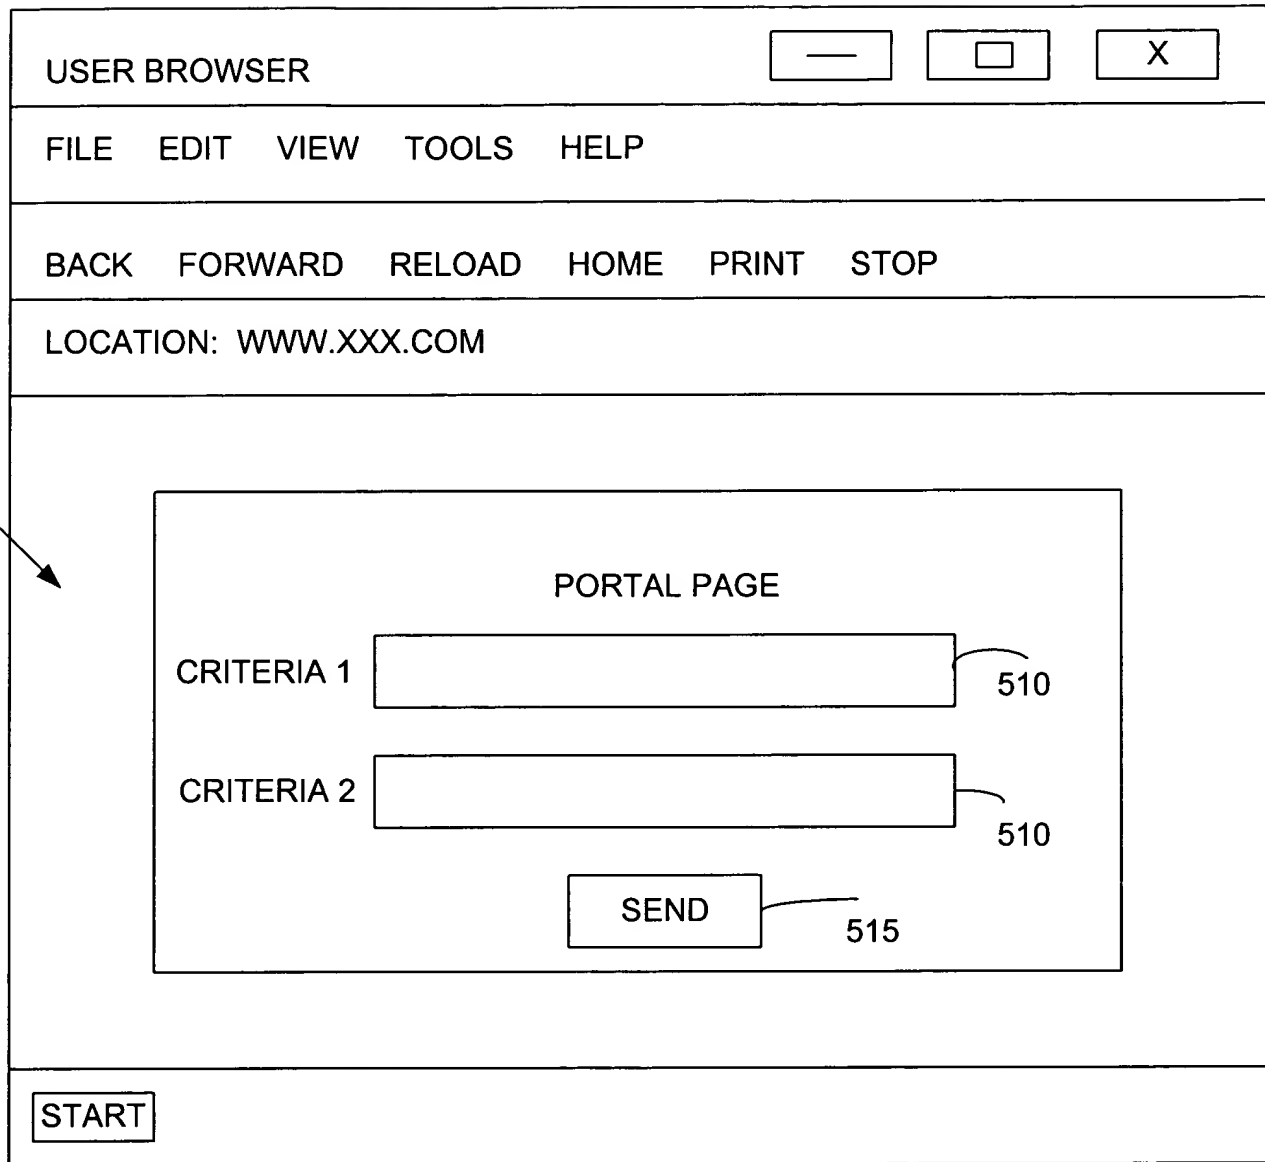 USER BROWSER X
FILE EDIT VIEW TOOLS HELP
BACK FORWARD RELOAD HOME PRINT STOP
LOCATION: WWW.XXX.COM
PORTAL PAGE
CRITERIA 1
510
CRITERIA 2
510
SEND
515
START